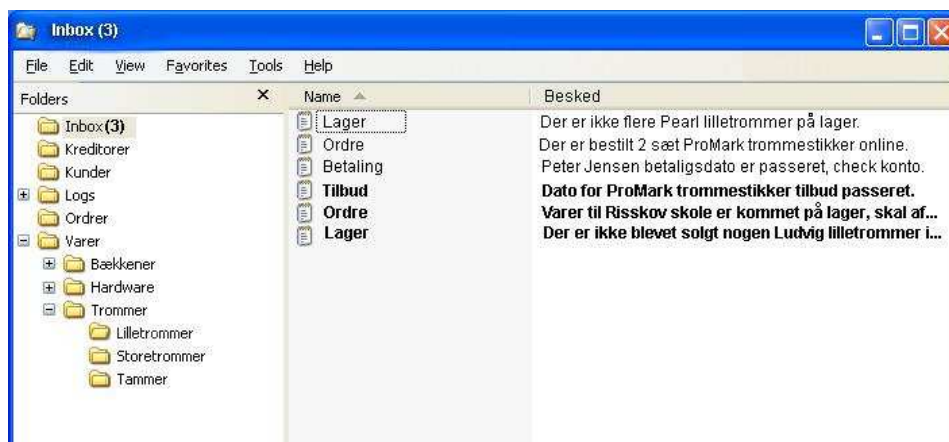 Inbox (3)
File Edit View Favorites Tools Help
Folders
Inbox (3)
Kreditorer
Kunder
Logs
Ordrer
Varer
Bækkener
Hardware
Trommer
Lilletrommer
Storetrommer
Tammer
Name Besked
Lager Der er ikke flere Pearl lilletrommer på lager.
Ordre Der er bestilt 2 sæt ProMark trommestikker online.
Betaling Peter Jensen betaligsdato er passeret, check konto.
Tilbud Dato for ProMark trommestikker tilbud passeret.
Ordre Varer til Risskov skole er kommet på lager, skal af...
Lager Der er ikke blevet solgt nogen Ludvig lilletrommer i...